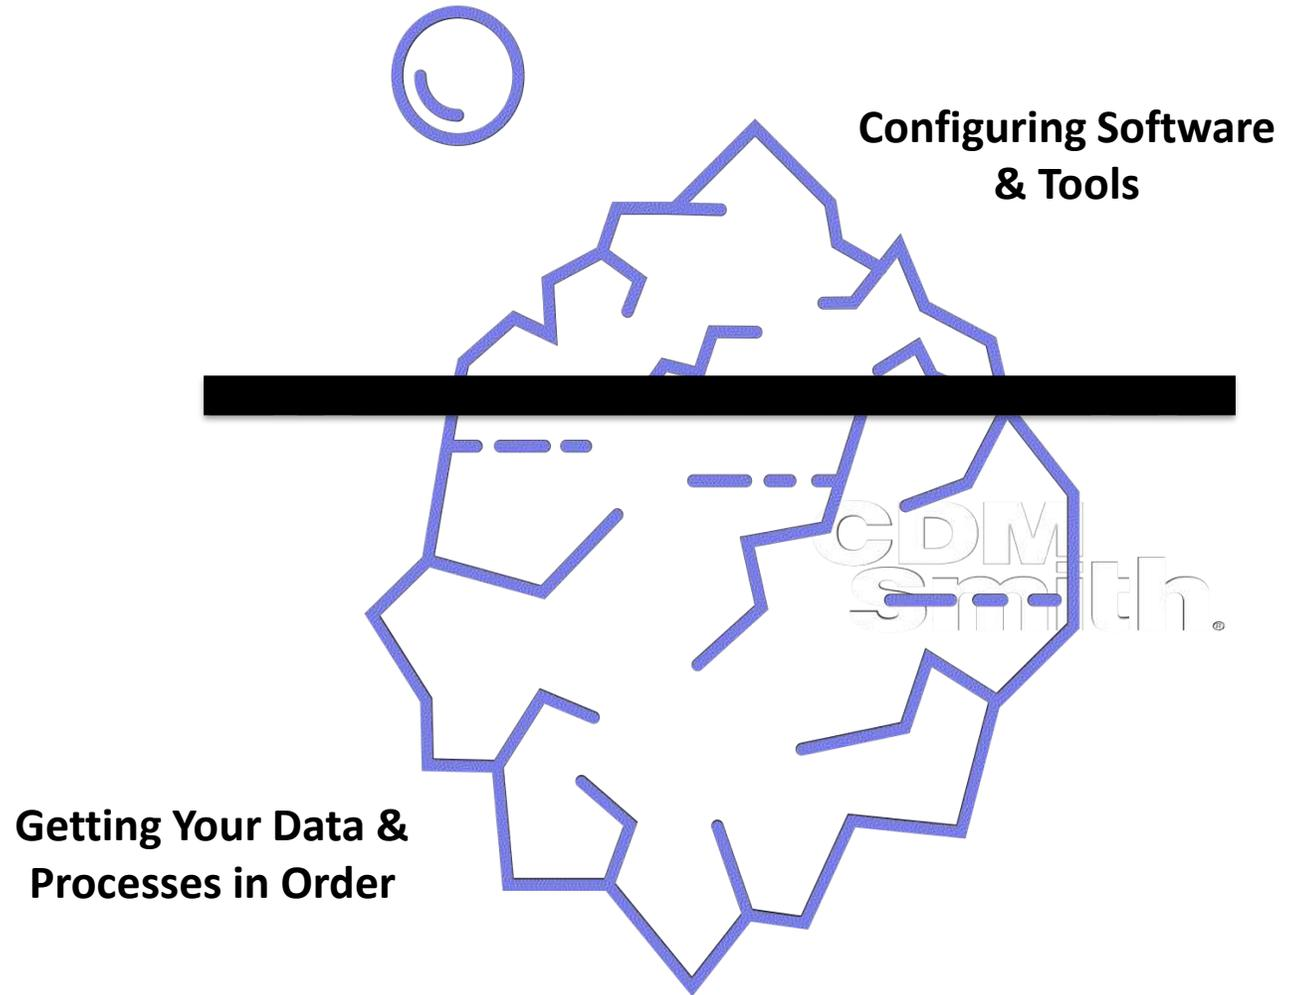 Configuring Software
& Tools
CDM
Smith®
Getting Your Data &
Processes in Order